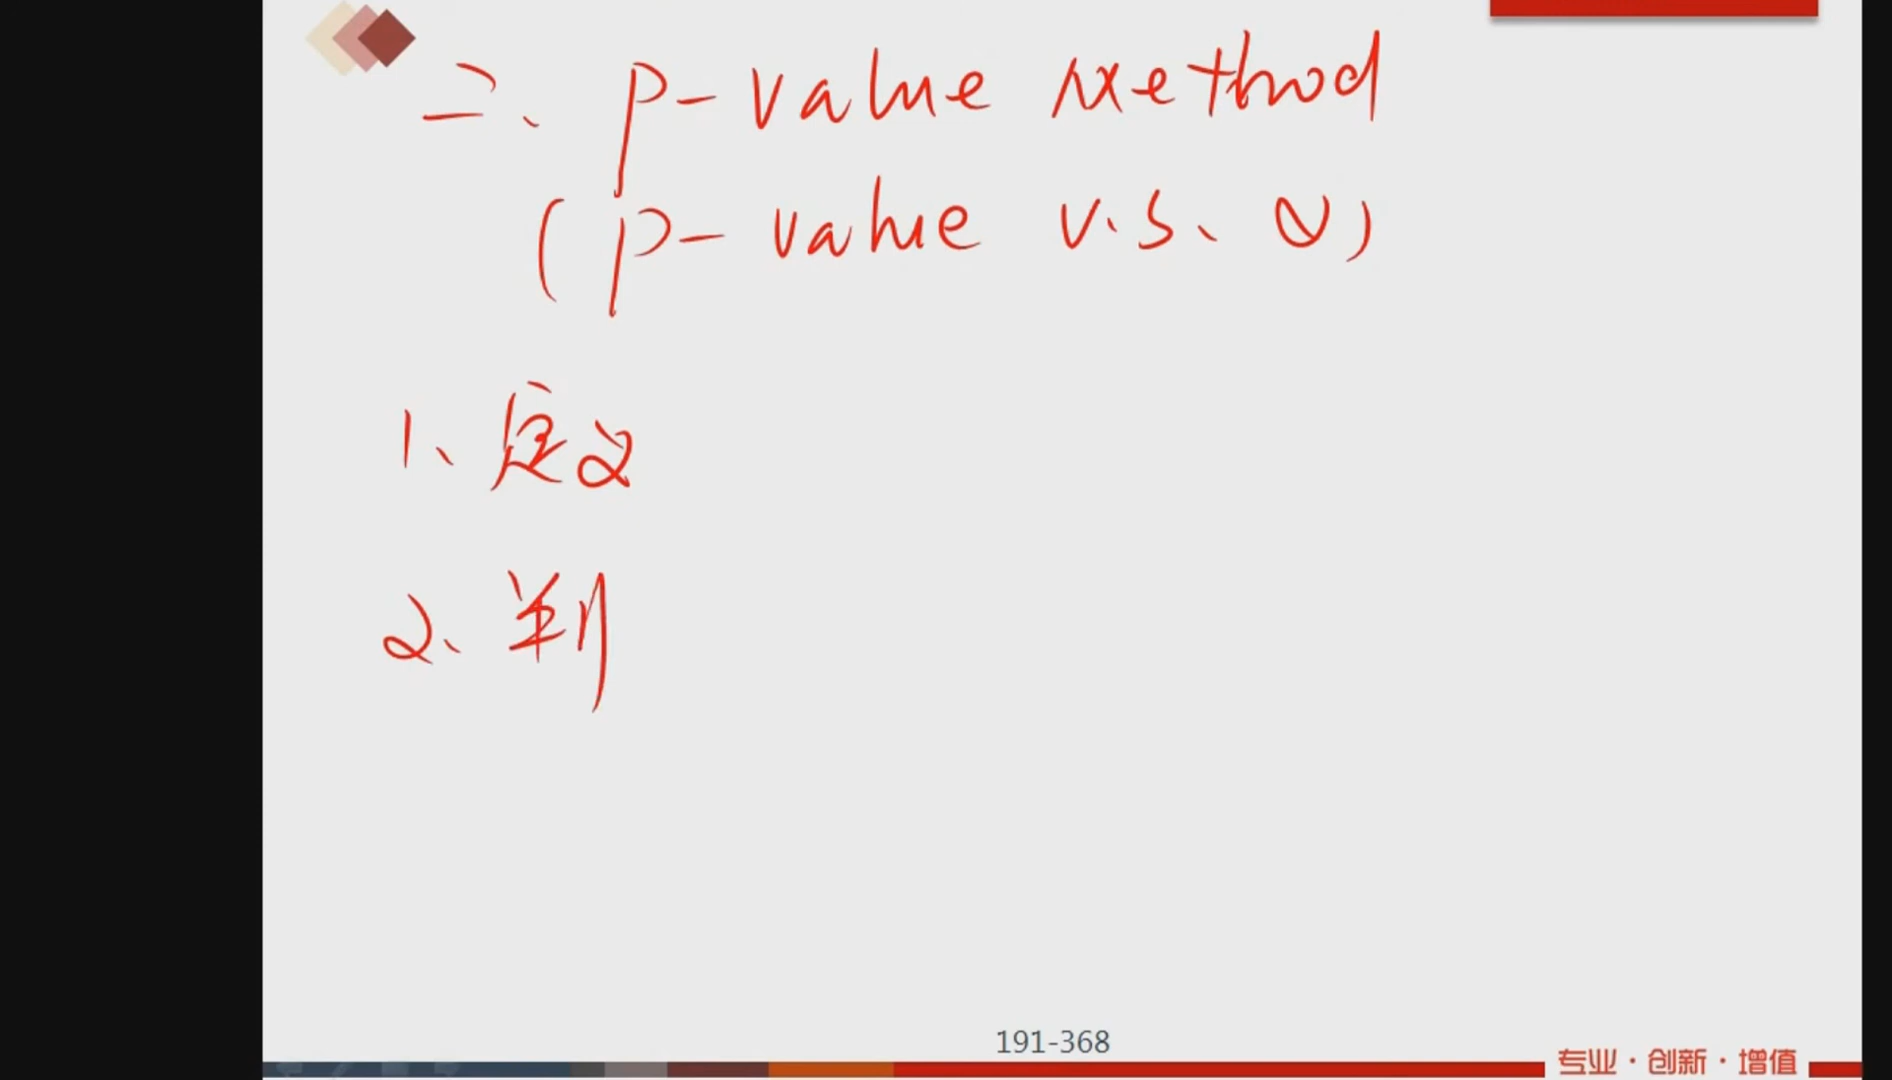 二、p-value method
(p-value v.s. α)
1、定义
2、判
191-368
专业·创新·增值